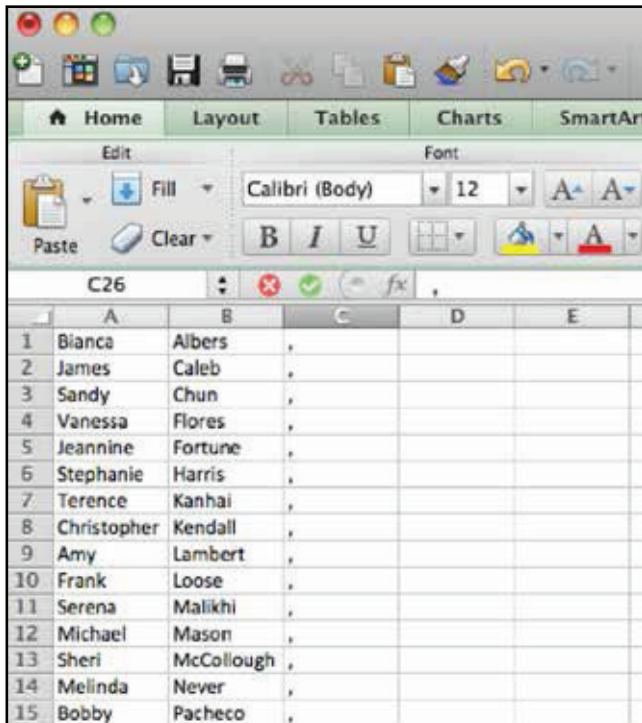 Home Layout Tables Charts SmartAr
Edit Font
Fill Calibri (Body) 12 A A
Paste Clear B I U A
C26 fx ,
A B C D E
1 Bianca Albers ,
2 James Caleb ,
3 Sandy Chun ,
4 Vanessa Flores ,
5 Jeannine Fortune ,
6 Stephanie Harris ,
7 Terence Kanhai ,
8 Christopher Kendall ,
9 Amy Lambert ,
10 Frank Loose ,
11 Serena Malikhi ,
12 Michael Mason ,
13 Sheri McCollough ,
14 Melinda Never ,
15 Bobby Pacheco ,